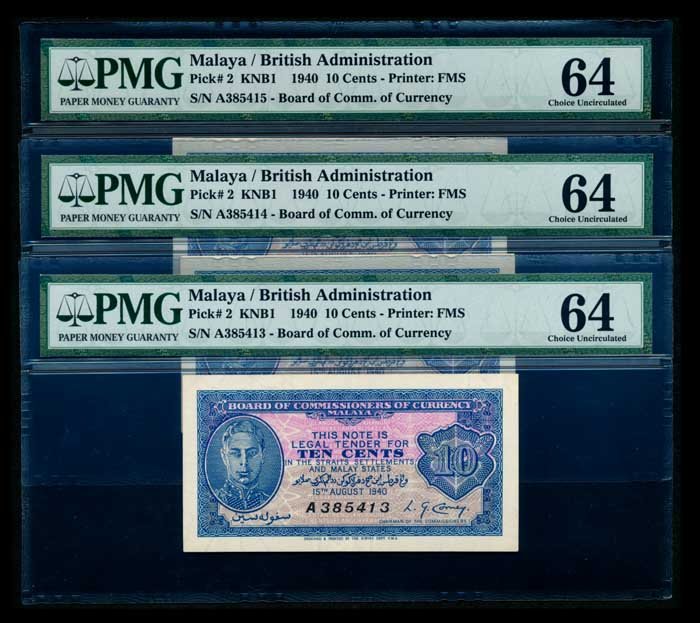 PMG
PAPER MONEY GUARANTY
Malaya / British Administration
Pick# 2 KNB1 1940 10 Cents - Printer: FMS
S/N A385415 - Board of Comm. of Currency
64
Choice Uncirculated
PMG
PAPER MONEY GUARANTY
Malaya / British Administration
Pick# 2 KNB1 1940 10 Cents - Printer: FMS
S/N A385414 - Board of Comm. of Currency
64
Choice Uncirculated
PMG
PAPER MONEY GUARANTY
Malaya / British Administration
Pick# 2 KNB1 1940 10 Cents - Printer: FMS
S/N A385413 - Board of Comm. of Currency
64
Choice Uncirculated
BOARD OF COMMISSIONERS OF CURRENCY
MALAYA
THIS NOTE IS
LEGAL TENDER FOR
TEN CENTS
IN THE STRAITS SETTLEMENTS
AND MALAY STATES
15TH AUGUST 1940
10
سڤوله سين
A385413
CHAIRMAN OF THE COMMISSIONERS